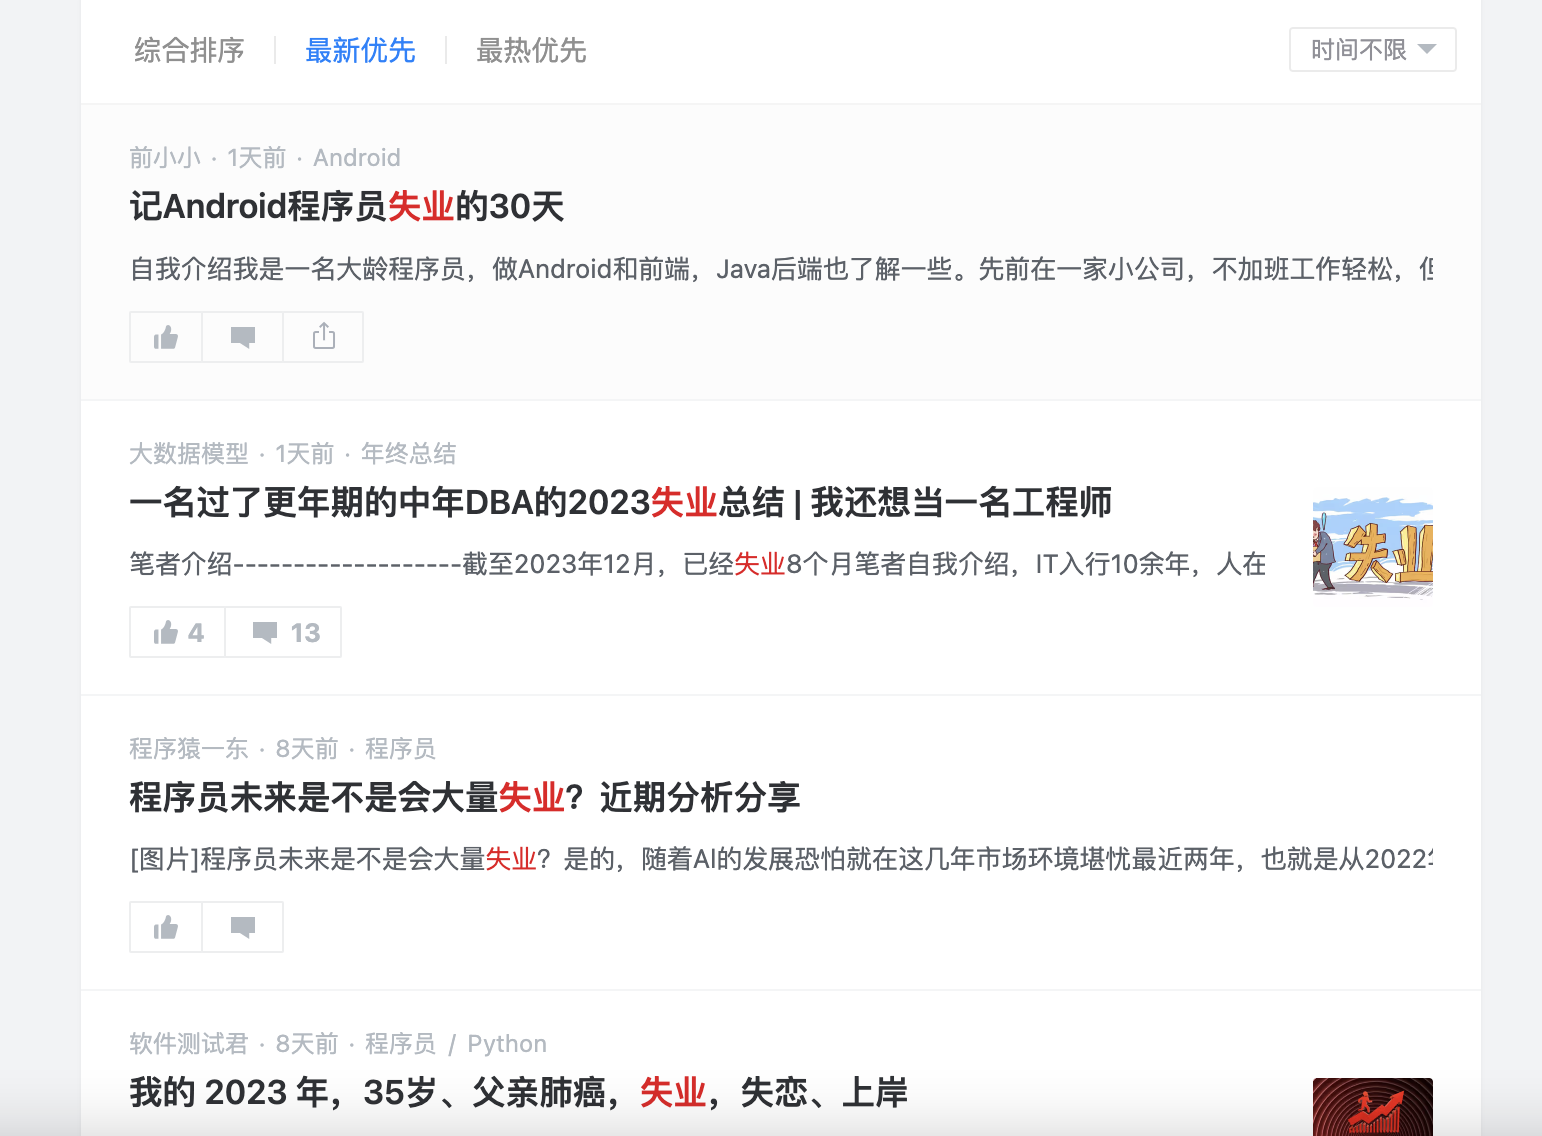 综合排序 最新优先 最热优先 时间不限
前小小 · 1天前 · Android
记Android程序员失业的30天
自我介绍我是一名大龄程序员，做Android和前端，Java后端也了解一些。先前在一家小公司，不加班工作轻松，但
大数据模型 · 1天前 · 年终总结
一名过了更年期的中年DBA的2023失业总结 | 我还想当一名工程师
笔者介绍-------------------截至2023年12月，已经失业8个月笔者自我介绍，IT入行10余年，人在
失业
4 13
程序猿一东 · 8天前 · 程序员
程序员未来是不是会大量失业？近期分析分享
[图片]程序员未来是不是会大量失业？是的，随着AI的发展恐怕就在这几年市场环境堪忧最近两年，也就是从2022年
软件测试君 · 8天前 · 程序员 / Python
我的 2023 年，35岁、父亲肺癌，失业，失恋、上岸